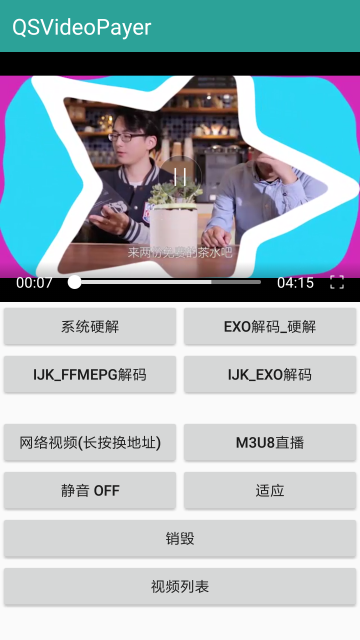 QSVideoPayer
来两份免费的茶水吧
00:07
04:15
系统硬解
EXO解码_硬解
IJK_FFMEPG解码
IJK_EXO解码
网络视频(长按换地址)
M3U8直播
静音 OFF
适应
销毁
视频列表